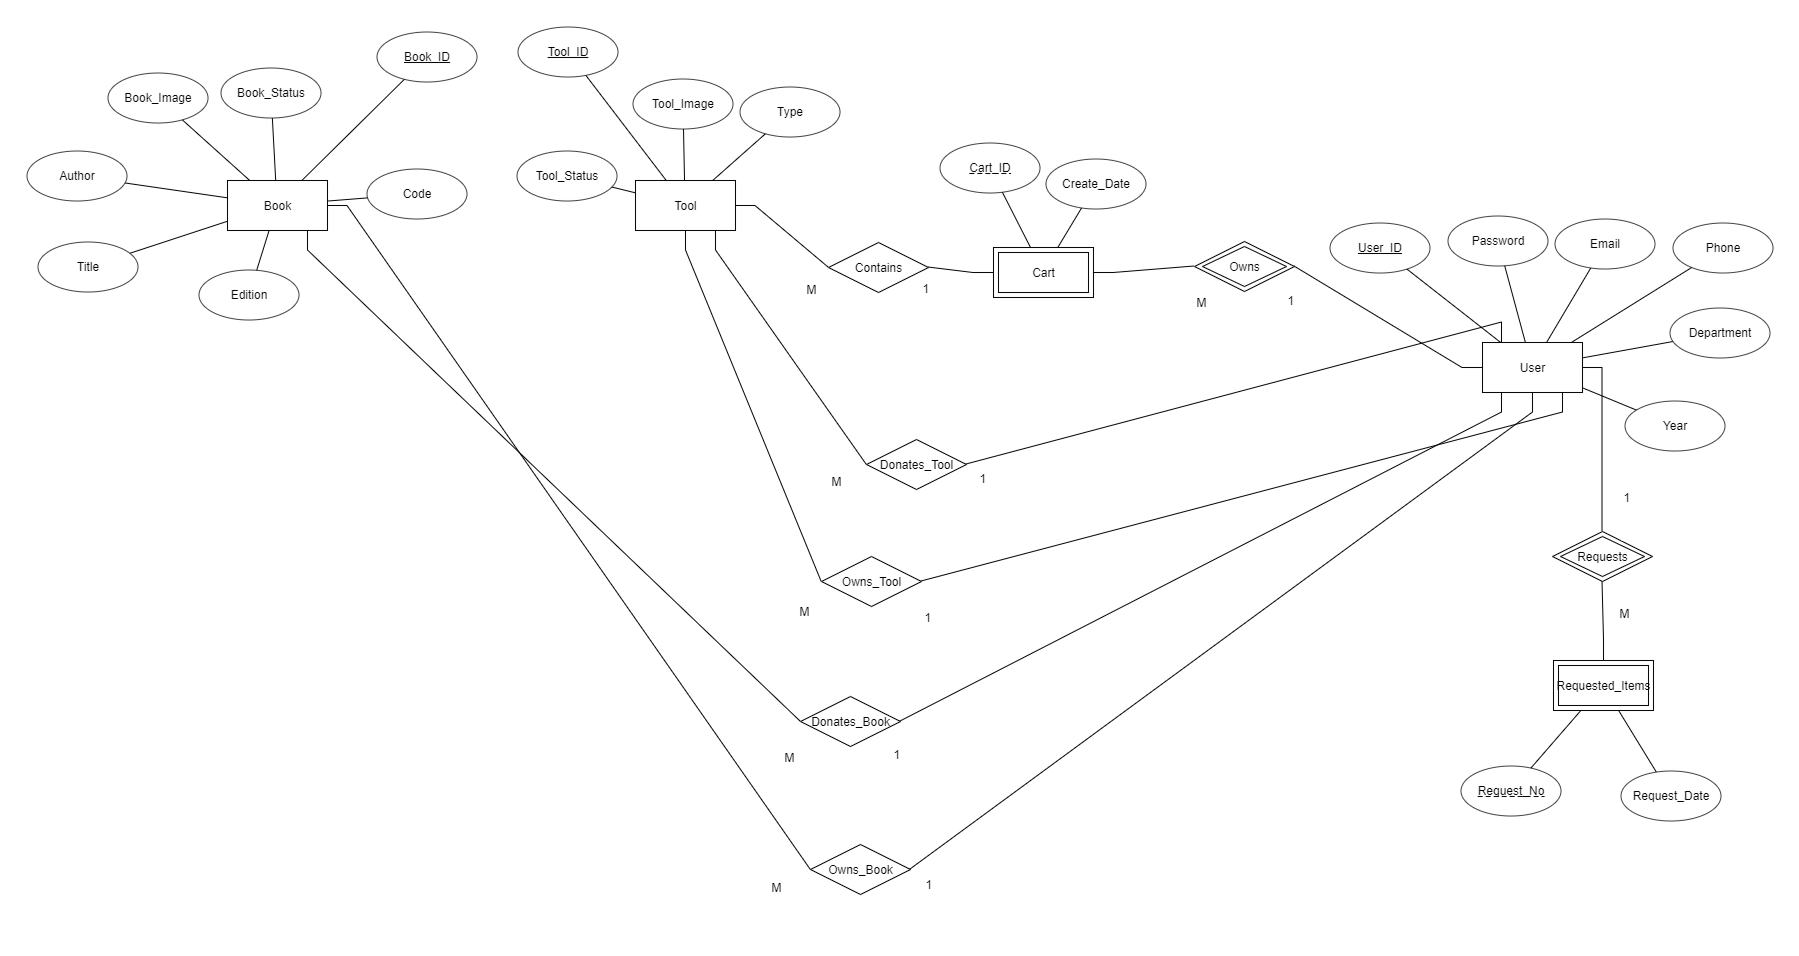 Book_ID
Tool_ID
Book_Image
Book_Status
Tool_Image
Type
Author
Code
Tool_Status
Cart_ID
Create_Date
Book
Tool
Title
Edition
Contains
M
1
Cart
Owns
M
1
User_ID
Password
Email
Phone
Department
User
Year
Donates_Tool
M
1
1
Requests
M
Owns_Tool
M
1
Requested_Items
Donates_Book
M
1
Request_No
Request_Date
Owns_Book
M
1